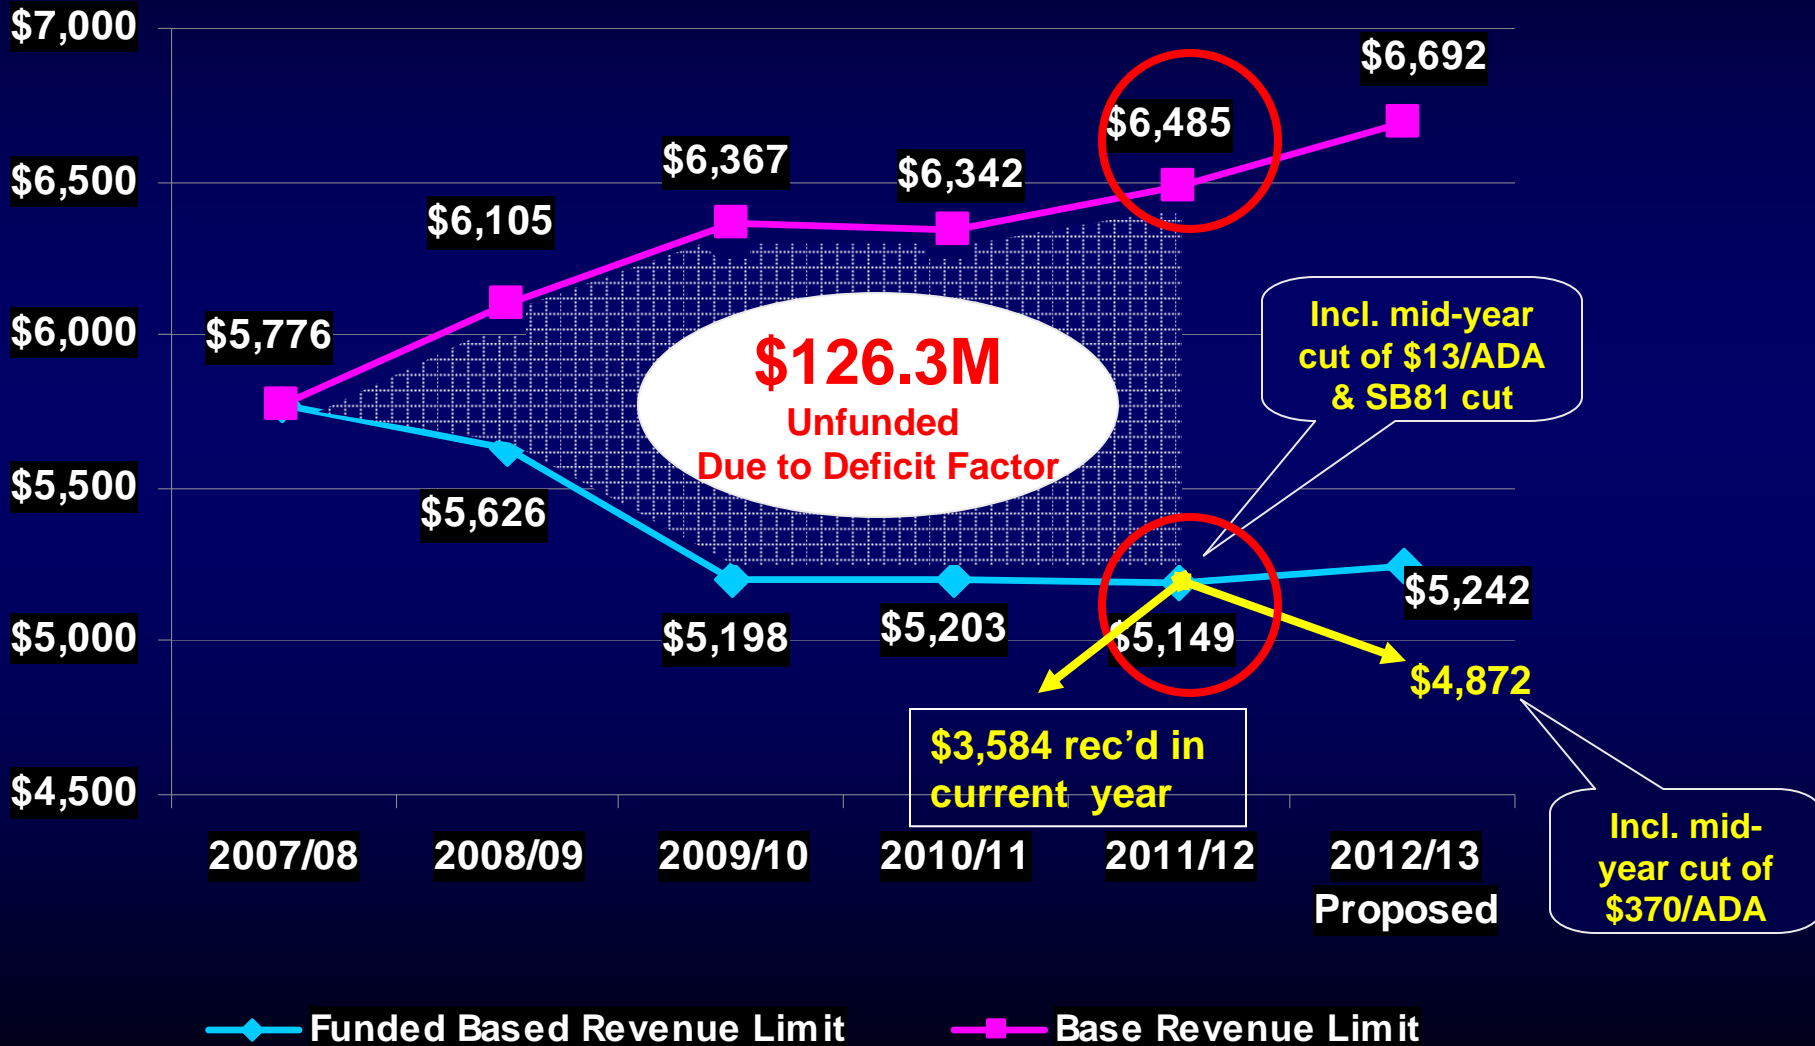 $7,000
$6,500
$6,000
$5,500
$5,000
$4,500
$5,776
$6,105
$6,367
$6,342
$6,485
$6,692
$5,626
$5,198
$5,203
$5,149
$5,242
$4,872
$126.3M
Unfunded
Due to Deficit Factor
Incl. mid-year
cut of $13/ADA
& SB81 cut
$3,584 rec’d in
current year
Incl. mid-
year cut of
$370/ADA
2007/08
2008/09
2009/10
2010/11
2011/12
2012/13
Proposed
Funded Based Revenue Limit
Base Revenue Limit